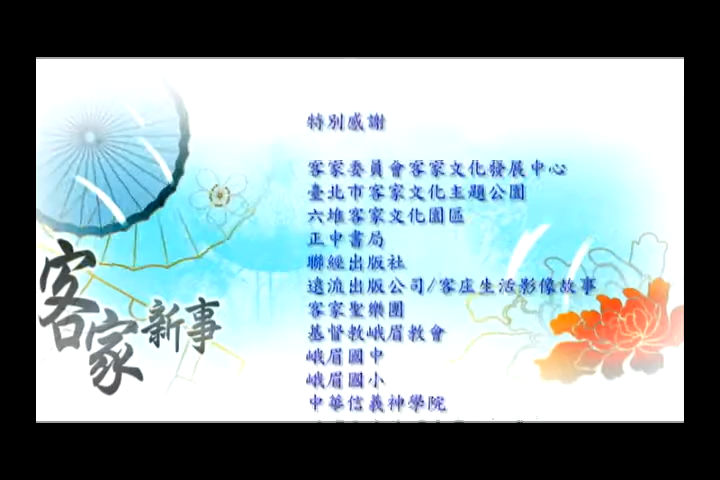 特別感謝
客家委員會客家文化發展中心
臺北市客家文化主題公園
六堆客家文化園區
正中書局
聯經出版社
遠流出版公司/客庄生活影像故事
客家聖樂團
基督教峨眉教會
峨眉國中
峨眉國小
中華信義神學院
客家新事